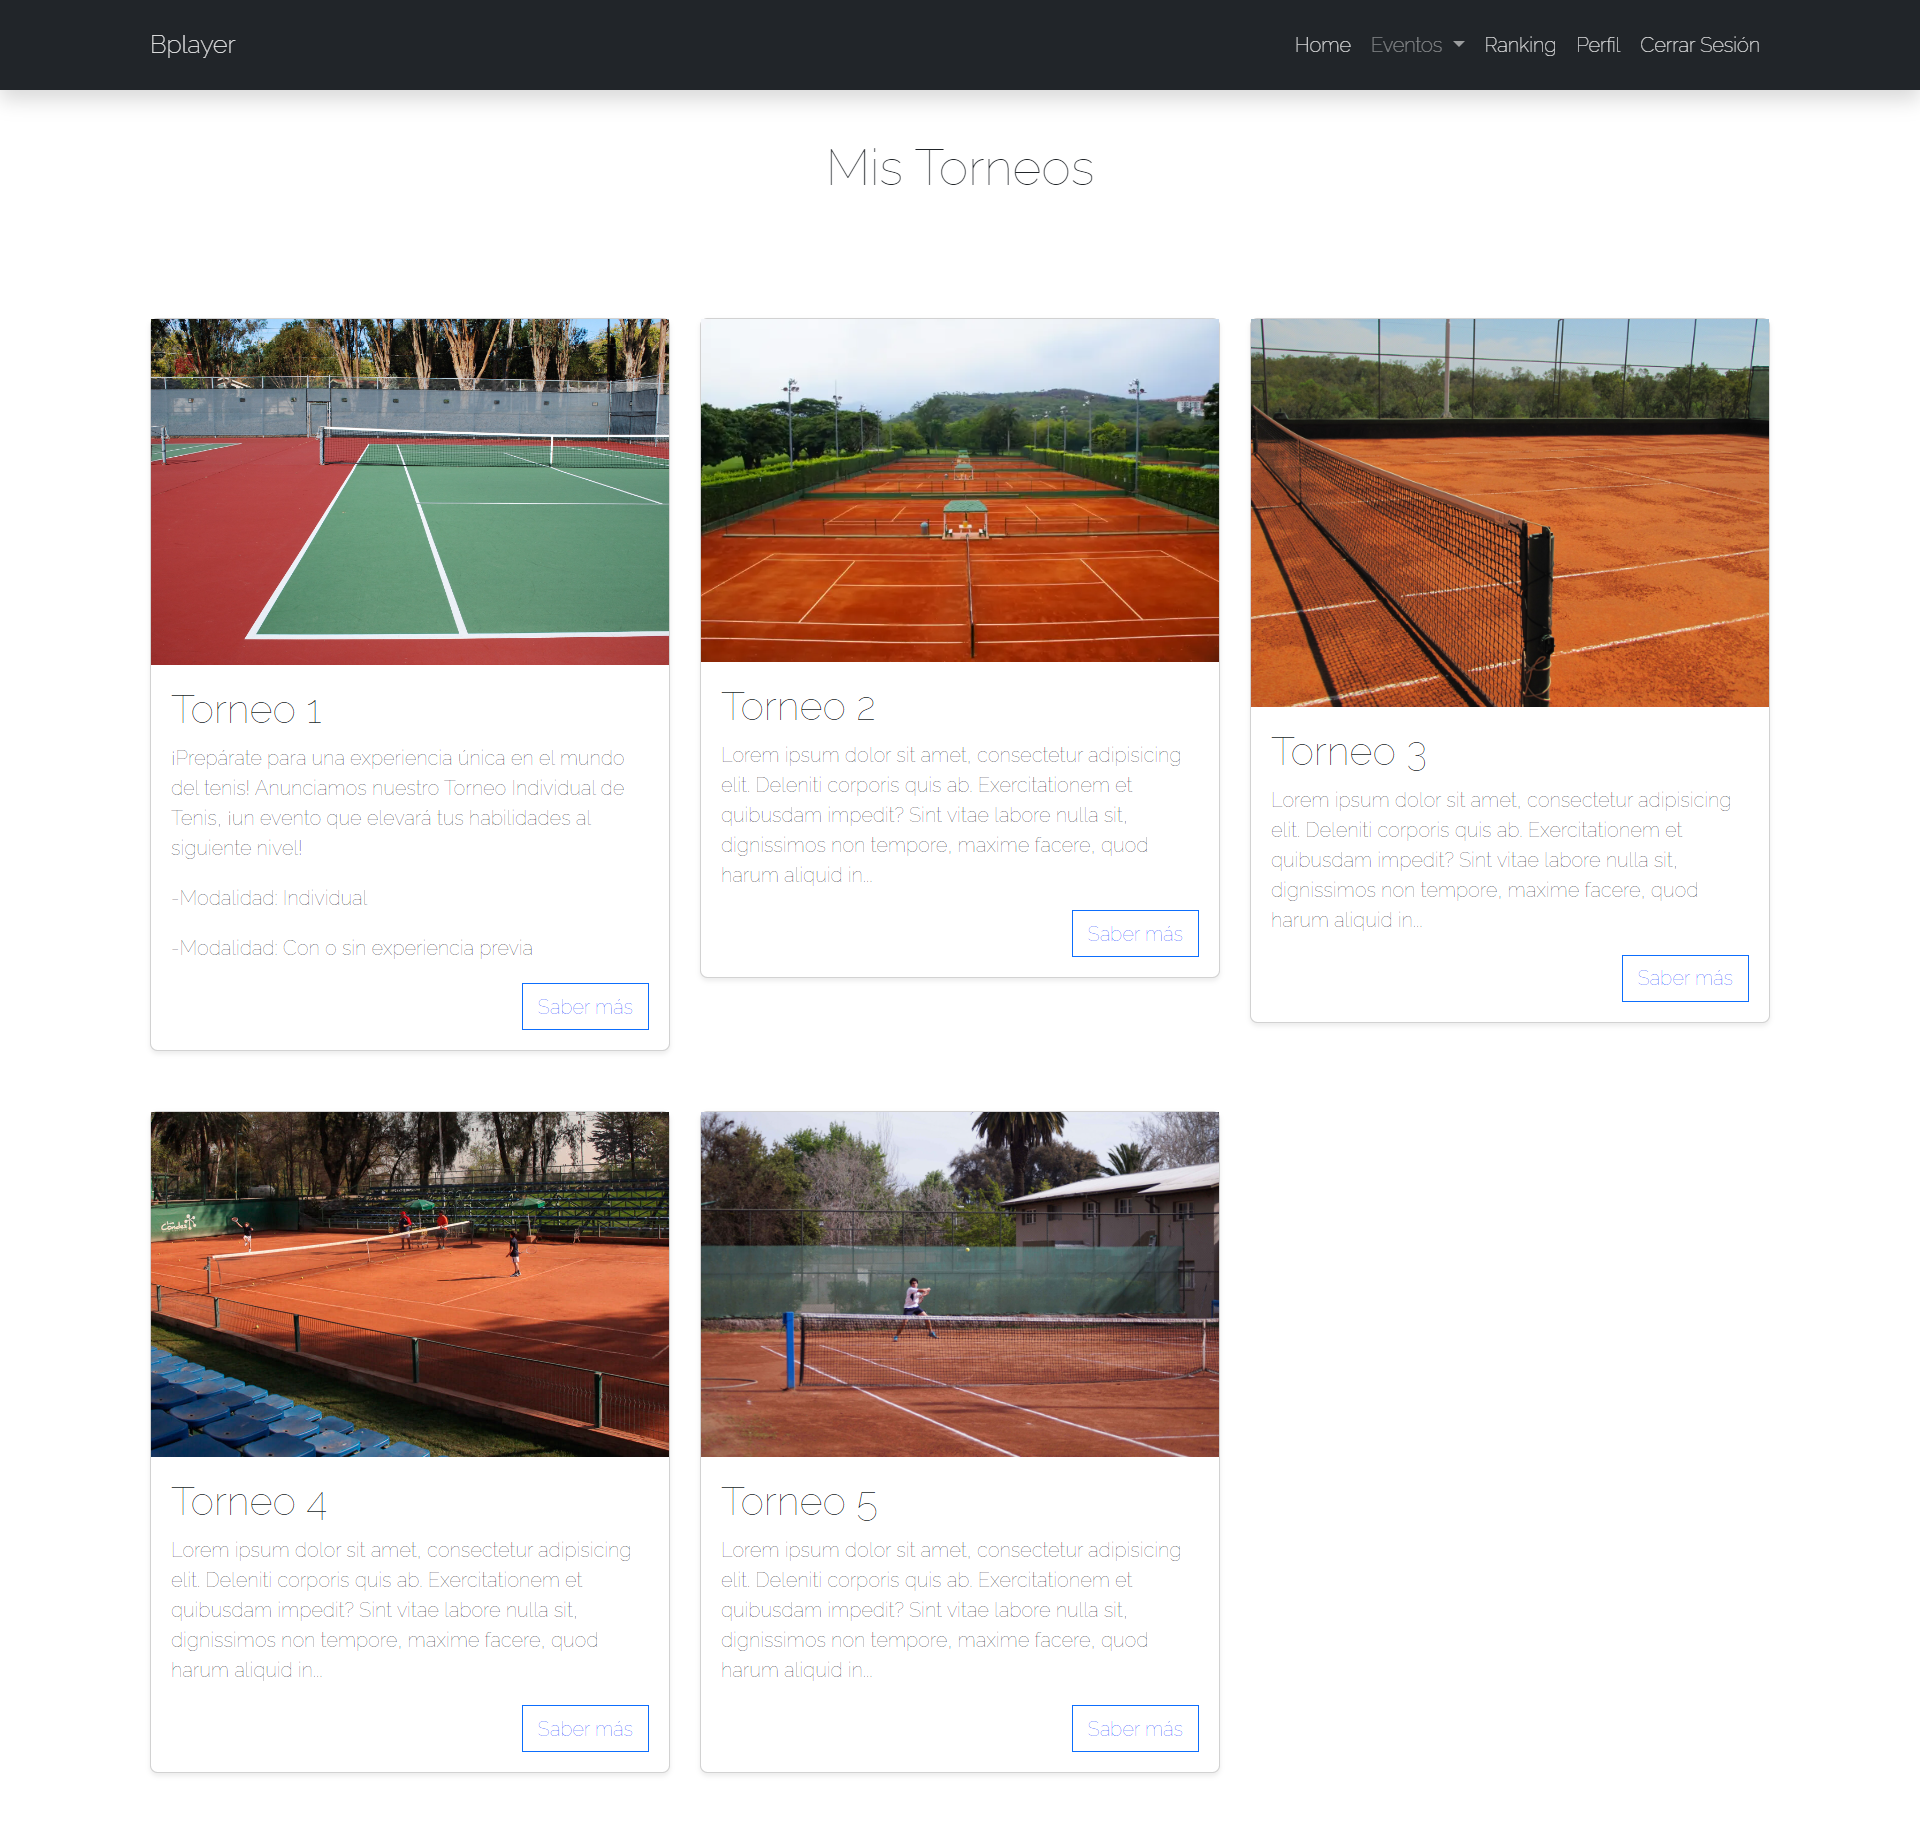 Bplayer
Home Eventos Ranking Perfil Cerrar Sesión
Mis Torneos
Torneo 1
¡Prepárate para una experiencia única en el mundo
del tenis! Anunciamos nuestro Torneo Individual de
Tenis, ¡un evento que elevará tus habilidades al
siguiente nivel!
-Modalidad: Individual
-Modalidad: Con o sin experiencia previa
Saber más
Torneo 2
Lorem ipsum dolor sit amet, consectetur adipisicing
elit. Deleniti corporis quis ab. Exercitationem et
quibusdam impedit? Sint vitae labore nulla sit,
dignissimos non tempore, maxime facere, quod
harum aliquid in...
Saber más
Torneo 3
Lorem ipsum dolor sit amet, consectetur adipisicing
elit. Deleniti corporis quis ab. Exercitationem et
quibusdam impedit? Sint vitae labore nulla sit,
dignissimos non tempore, maxime facere, quod
harum aliquid in...
Saber más
Condes
Torneo 4
Lorem ipsum dolor sit amet, consectetur adipisicing
elit. Deleniti corporis quis ab. Exercitationem et
quibusdam impedit? Sint vitae labore nulla sit,
dignissimos non tempore, maxime facere, quod
harum aliquid in...
Saber más
Torneo 5
Lorem ipsum dolor sit amet, consectetur adipisicing
elit. Deleniti corporis quis ab. Exercitationem et
quibusdam impedit? Sint vitae labore nulla sit,
dignissimos non tempore, maxime facere, quod
harum aliquid in...
Saber más